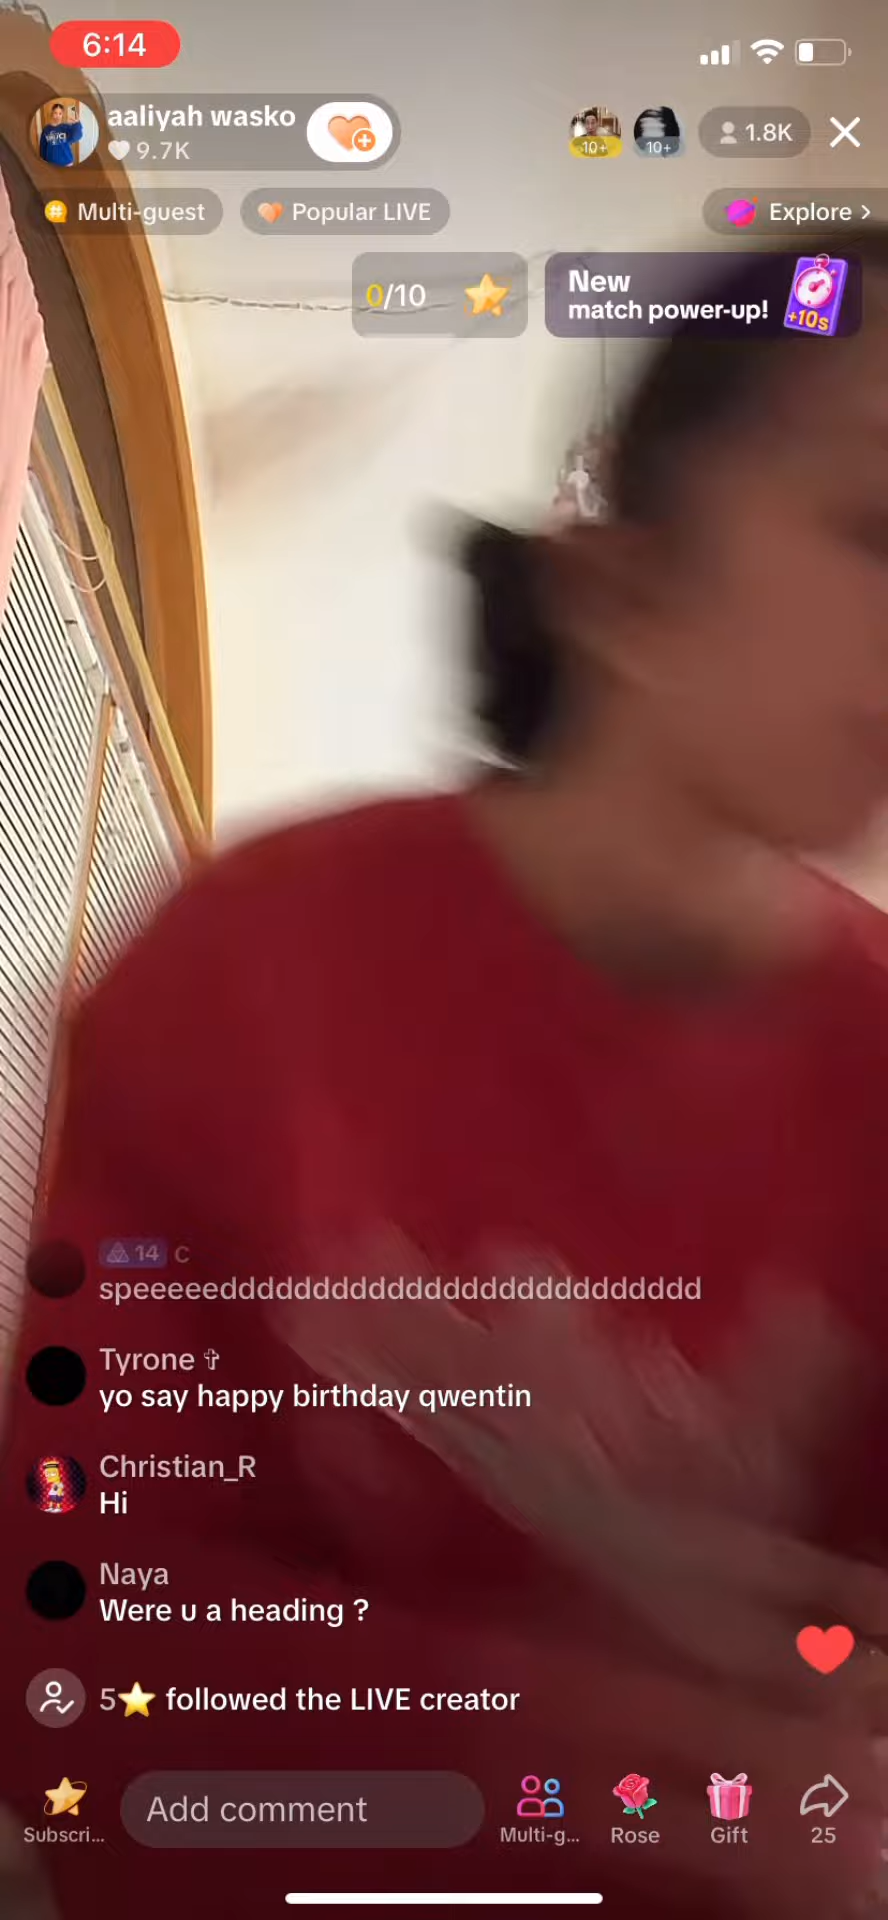 6:14
aaliyah wasko
9.7K
10+
10+
1.8K
Multi-guest
Popular LIVE
Explore >
0/10
New
match power-up!
+10s
14 C
speeeeedddddddddddddddddddddddddd
Tyrone ✞
yo say happy birthday qwentin
Christian_R
Hi
Naya
Were u a heading ?
5⭐ followed the LIVE creator
Add comment
Subscri...
Multi-g...
Rose
Gift
25